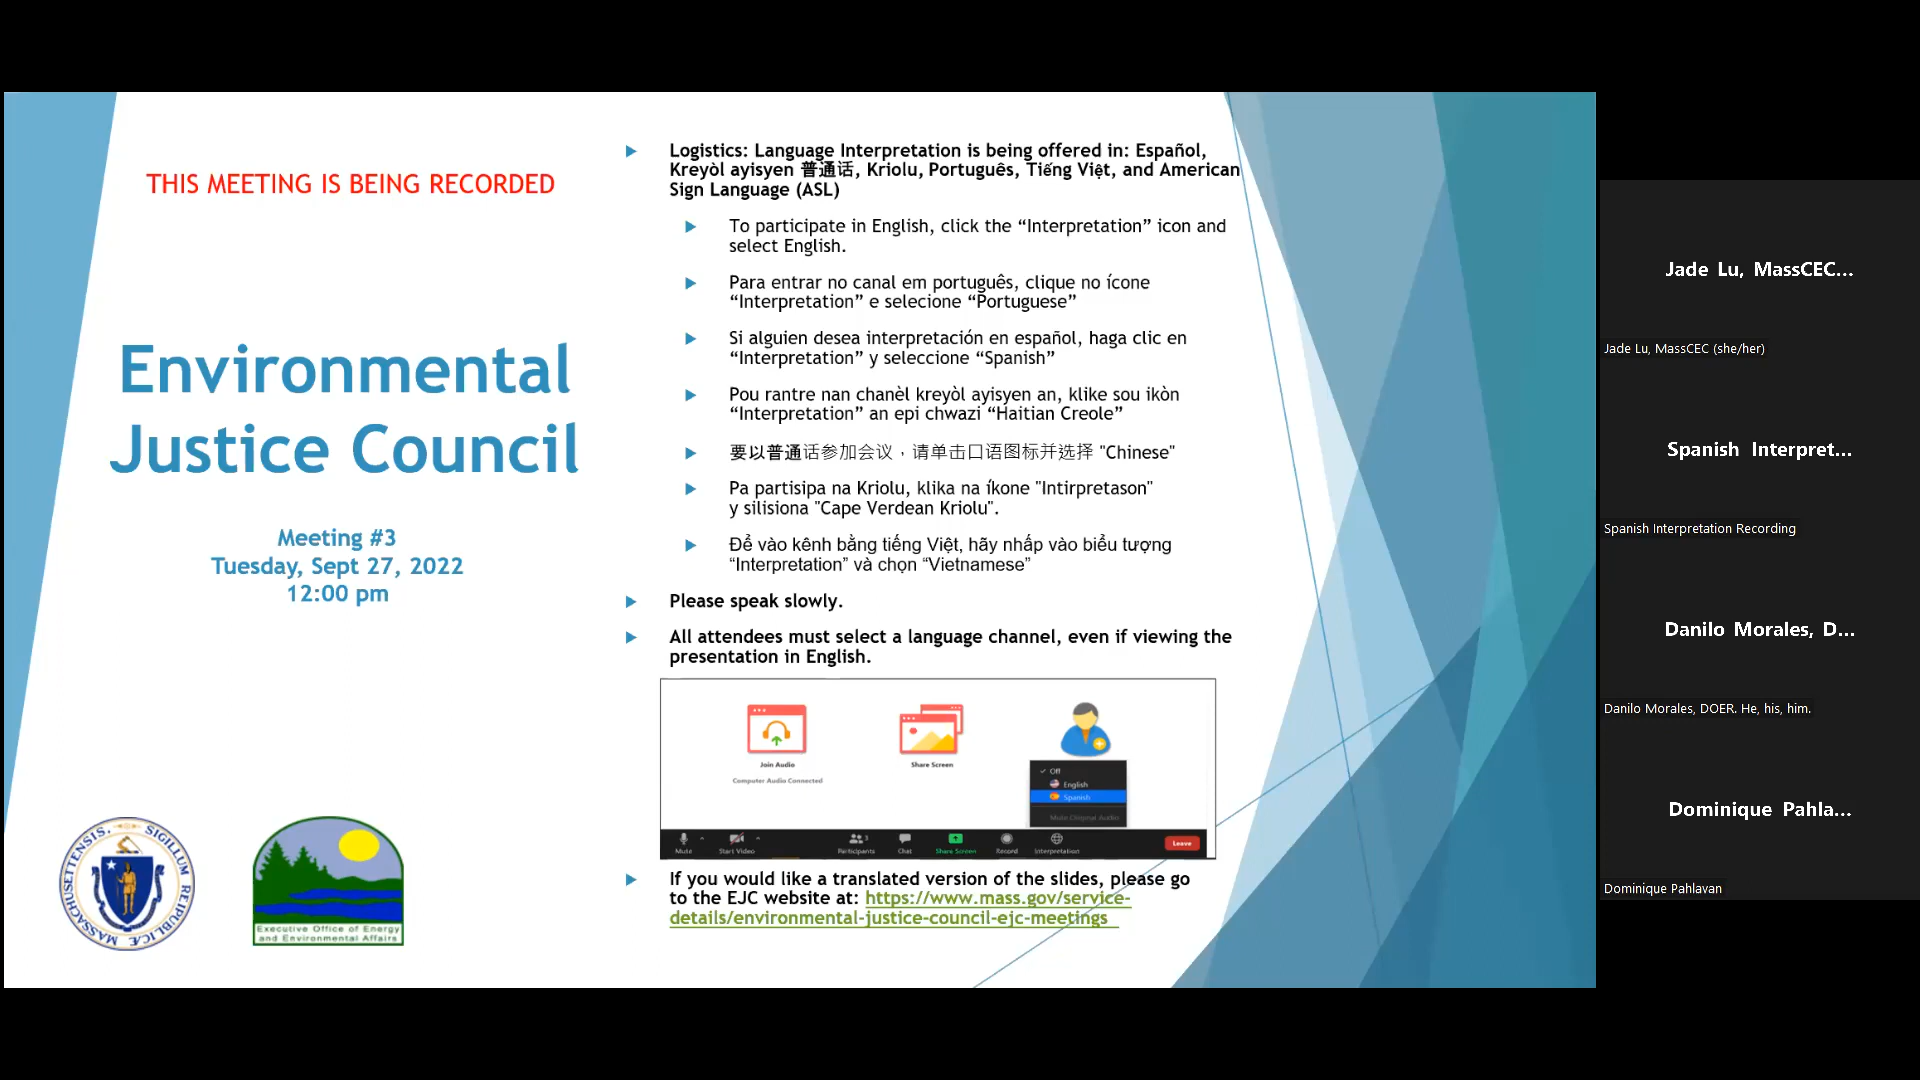 THIS MEETING IS BEING RECORDED
Environmental
Justice Council
Meeting #3
Tuesday, Sept 27, 2022
12:00 pm
MASSACHUSETTENSIS. SIGILLUM REIPUBLICÆ
Executive Office of Energy
and Environmental Affairs
Logistics: Language Interpretation is being offered in: Español,
Kreyòl ayisyen 普通话, Kriolu, Português, Tiếng Việt, and American
Sign Language (ASL)
To participate in English, click the “Interpretation” icon and
select English.
Para entrar no canal em português, clique no ícone
“Interpretation” e selecione “Portuguese”
Si alguien desea interpretación en español, haga clic en
“Interpretation” y seleccione “Spanish”
Pou rantre nan chanèl kreyòl ayisyen an, klike sou ikòn
“Interpretation” an epi chwazi “Haitian Creole”
要以普通话参加会议，请单击口语图标并选择 "Chinese"
Pa partisipa na Kriolu, klika na íkone "Intirpretason"
y silisiona "Cape Verdean Kriolu".
Để vào kênh bằng tiếng Việt, hãy nhấp vào biểu tượng
“Interpretation” và chọn “Vietnamese”
Please speak slowly.
All attendees must select a language channel, even if viewing the
presentation in English.
Join Audio
Computer Audio Connected
Share Screen
Off
English
Spanish
Mute Original Audio
Mute
Start Video
Participants
3
Chat
Share Screen
Record
Interpretation
Leave
If you would like a translated version of the slides, please go
to the EJC website at: https://www.mass.gov/service-
details/environmental-justice-council-ejc-meetings
Jade Lu, MassCEC...
Jade Lu, MassCEC (she/her)
Spanish Interpret...
Spanish Interpretation Recording
Danilo Morales, D...
Danilo Morales, DOER. He, his, him.
Dominique Pahla...
Dominique Pahlavan